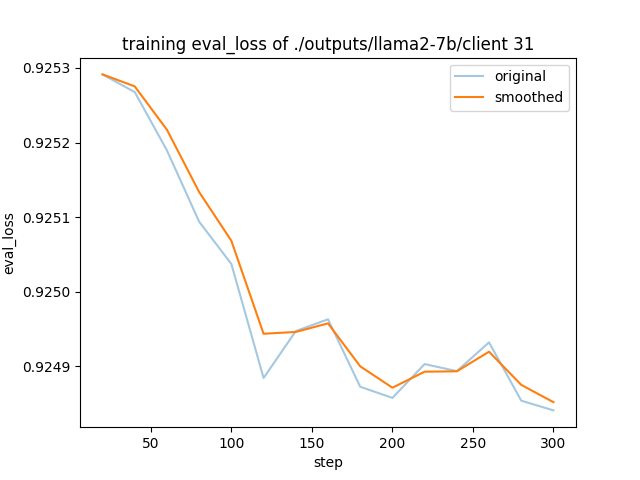 training eval_loss of ./outputs/llama2-7b/client 31
original
smoothed
0.9253
0.9252
0.9251
0.9250
0.9249
eval_loss
50
100
150
200
250
300
step